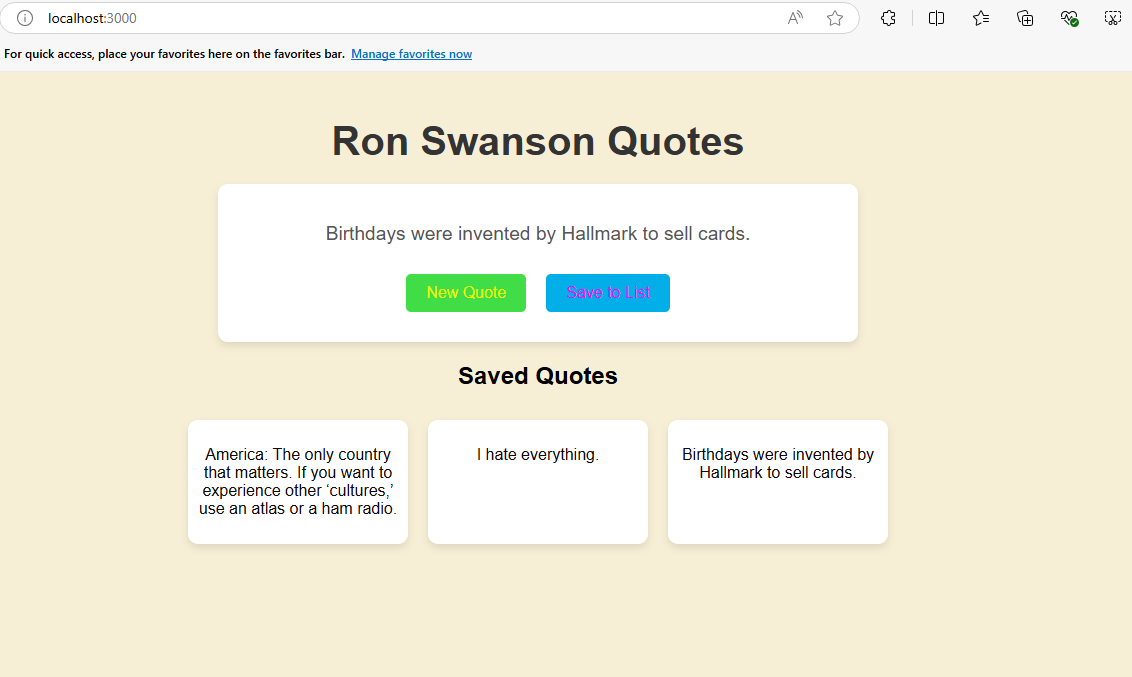 localhost:3000
For quick access, place your favorites here on the favorites bar. Manage favorites now
Ron Swanson Quotes
Birthdays were invented by Hallmark to sell cards.
New Quote Save to List
Saved Quotes
America: The only country
that matters. If you want to
experience other ‘cultures,’
use an atlas or a ham radio.
I hate everything.
Birthdays were invented by
Hallmark to sell cards.